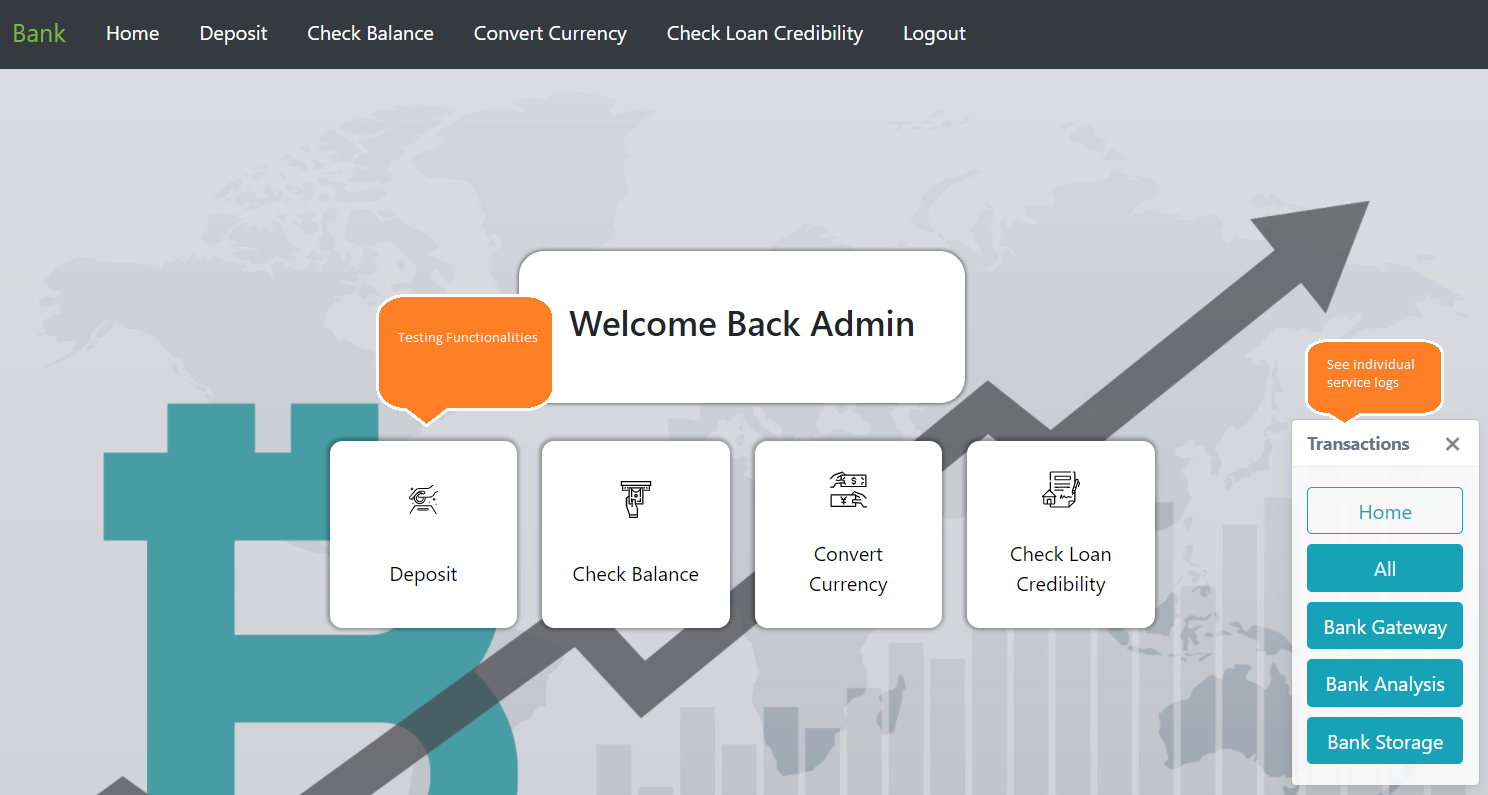 Bank Home Deposit Check Balance Convert Currency Check Loan Credibility Logout
Welcome Back Admin
Testing Functionalities
See individual
service logs
Deposit
Check Balance
Convert
Currency
Check Loan
Credibility
Transactions ×
Home
All
Bank Gateway
Bank Analysis
Bank Storage